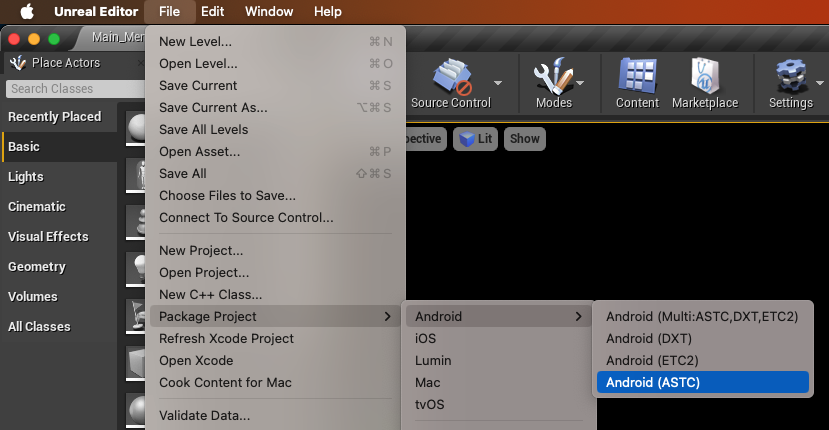 Unreal Editor File Edit Window Help
Main_Mer
Place Actors
Search Classes
Recently Placed
Basic
Lights
Cinematic
Visual Effects
Geometry
Volumes
All Classes
New Level... ⌘N
Open Level... ⌘O
Save Current ⌘S
Save Current As... ⌥⌘S
Save All Levels
Open Asset... ⌘P
Save All ⇧⌘S
Choose Files to Save...
Connect To Source Control...
New Project...
Open Project...
New C++ Class...
Package Project
Refresh Xcode Project
Open Xcode
Cook Content for Mac
Validate Data...
Source Control Modes Content Marketplace Settings
spective Lit Show
Android
iOS
Lumin
Mac
tvOS
Android (Multi:ASTC,DXT,ETC2)
Android (DXT)
Android (ETC2)
Android (ASTC)